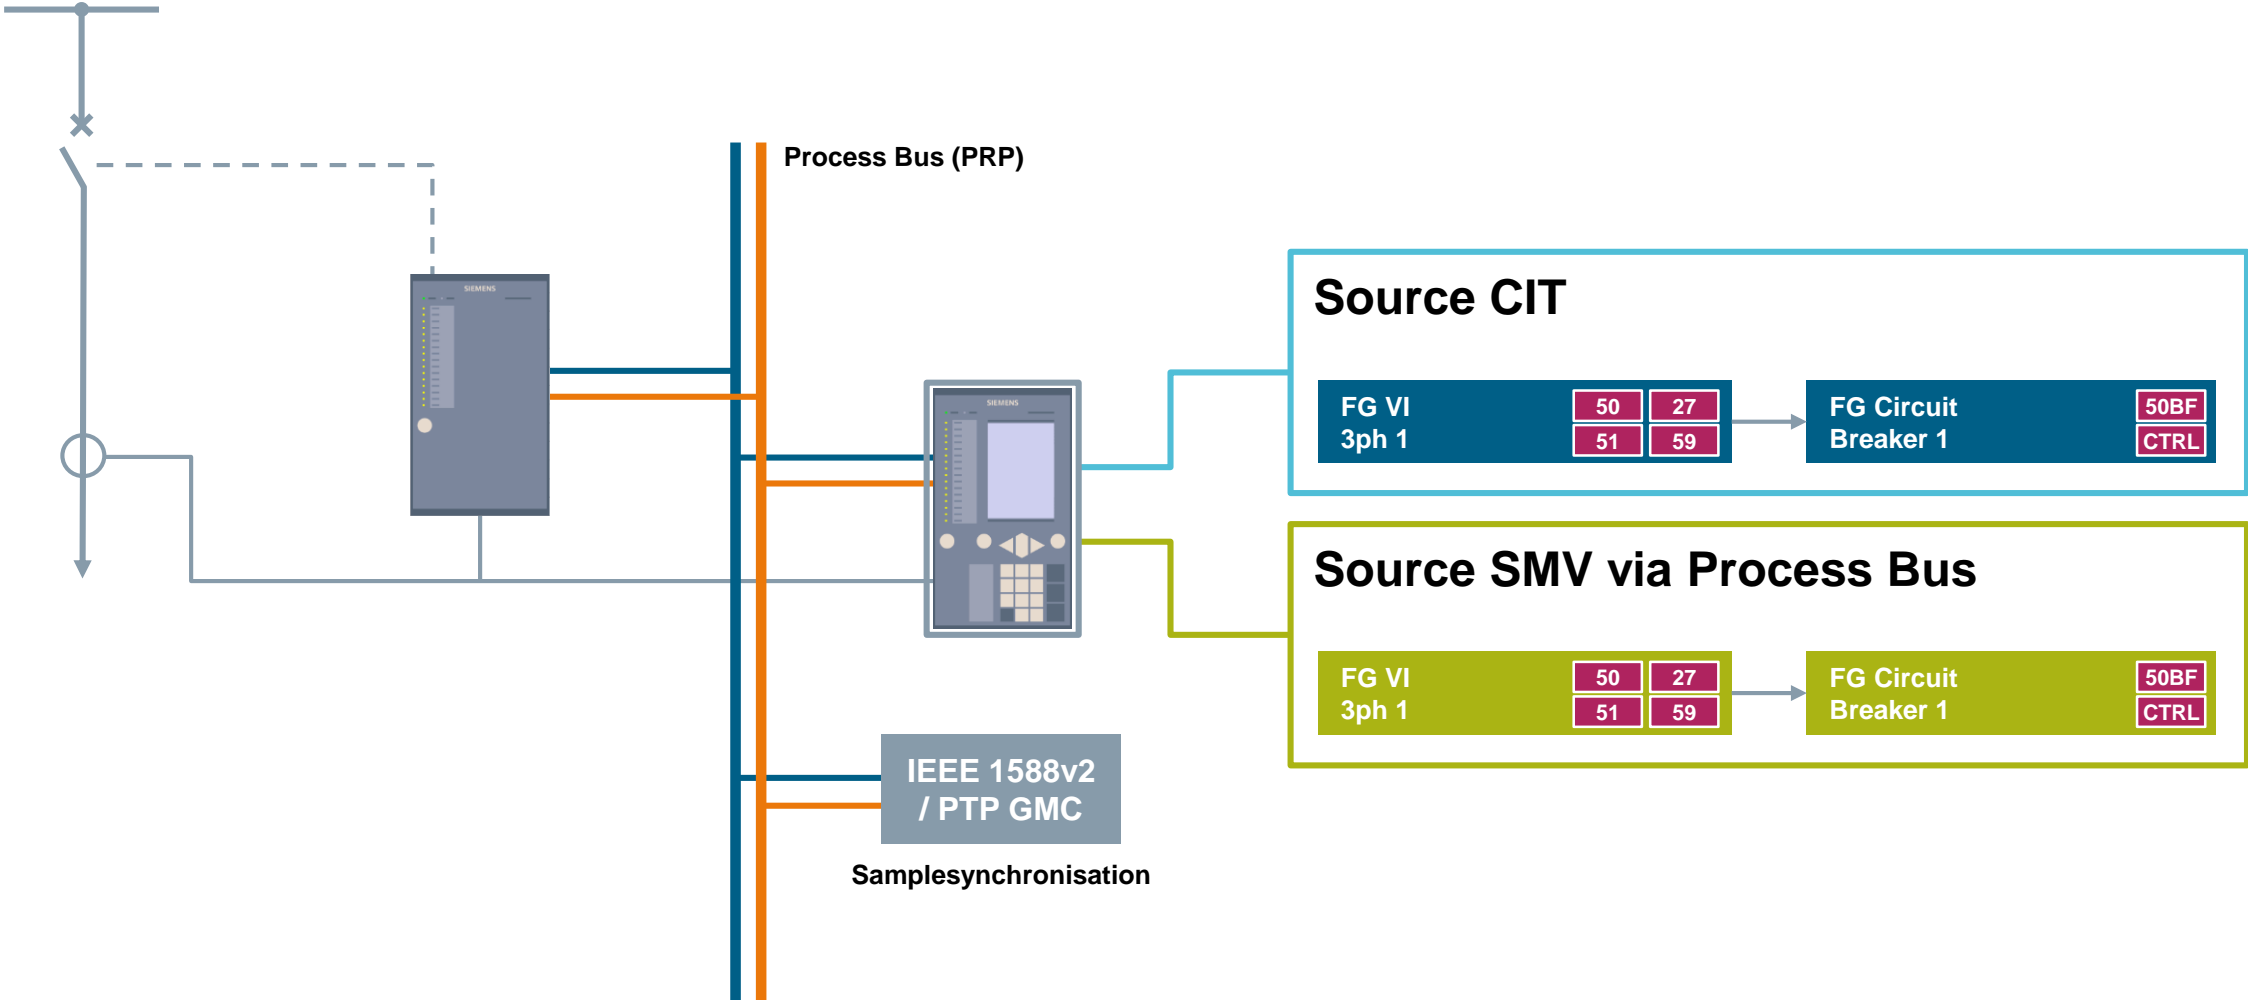 Process Bus (PRP)
SIEMENS
SIEMENS
Source CIT
FG VI
3ph 1
50
27
51
59
FG Circuit
Breaker 1
50BF
CTRL
Source SMV via Process Bus
FG VI
3ph 1
50
27
51
59
FG Circuit
Breaker 1
50BF
CTRL
IEEE 1588v2
/ PTP GMC
Samplesynchronisation